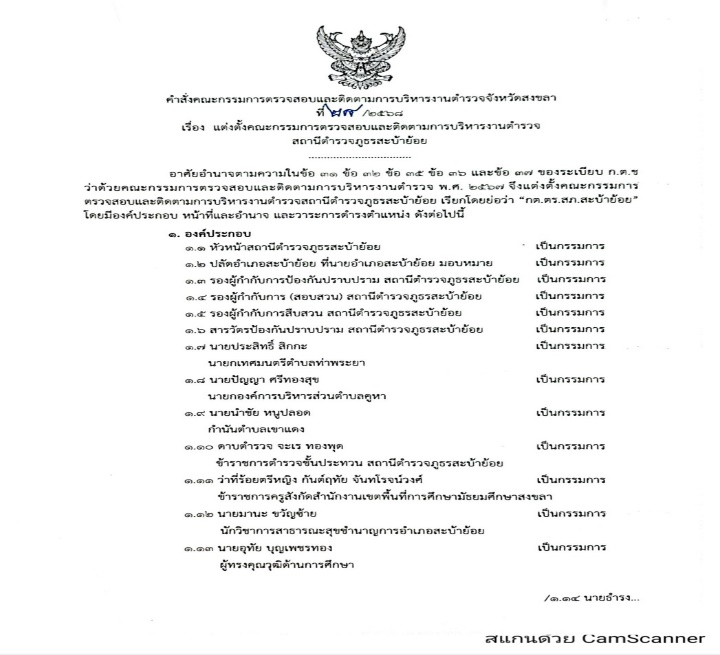 คำสั่งคณะกรรมการตรวจสอบและติดตามการบริหารงานตำรวจจังหวัดสงขลา
ที่ ๒๗ /๒๕๖๘
เรื่อง แต่งตั้งคณะกรรมการตรวจสอบและติดตามการบริหารงานตำรวจ
สถานีตำรวจภูธรสะบ้าย้อย
อาศัยอำนาจตามความในข้อ ๓๑ ข้อ ๓๒ ข้อ ๓๕ ข้อ ๓๖ และข้อ ๓๗ ของระเบียบ ก.ต.ช
ว่าด้วยคณะกรรมการตรวจสอบและติดตามการบริหารงานตำรวจ พ.ศ. ๒๕๖๗ จึงแต่งตั้งคณะกรรมการ
ตรวจสอบและติดตามการบริหารงานตำรวจสถานีตำรวจภูธรสะบ้าย้อย เรียกโดยย่อว่า "กต.ตร.สภ.สะบ้าย้อย"
โดยมีองค์ประกอบ หน้าที่และอำนาจ และวาระการดำรงตำแหน่ง ดังต่อไปนี้
๑. องค์ประกอบ
๑.๑ หัวหน้าสถานีตำรวจภูธรสะบ้าย้อย เป็นกรรมการ
๑.๒ ปลัดอำเภอสะบ้าย้อย ที่นายอำเภอสะบ้าย้อย มอบหมาย เป็นกรรมการ
๑.๓ รองผู้กำกับการป้องกันปราบปราม สถานีตำรวจภูธรสะบ้าย้อย เป็นกรรมการ
๑.๔ รองผู้กำกับการ (สอบสวน) สถานีตำรวจภูธรสะบ้าย้อย เป็นกรรมการ
๑.๕ รองผู้กำกับการสืบสวน สถานีตำรวจภูธรสะบ้าย้อย เป็นกรรมการ
๑.๖ สารวัตรป้องกันปราบปราม สถานีตำรวจภูธรสะบ้าย้อย เป็นกรรมการ
๑.๗ นายประสิทธิ์ สิกกะ เป็นกรรมการ
นายกเทศมนตรีตำบลท่าพระยา
๑.๘ นายปัญญา ศรีทองสุข เป็นกรรมการ
นายกองค์การบริหารส่วนตำบลคูหา
๑.๙ นายนำชัย หนูปลอด เป็นกรรมการ
กำนันตำบลเขาแดง
๑.๑๐ ดาบตำรวจ จะเร ทองพุด เป็นกรรมการ
ข้าราชการตำรวจชั้นประทวน สถานีตำรวจภูธรสะบ้าย้อย
๑.๑๑ ว่าที่ร้อยตรีหญิง กันต์ฤทัย จันทโรจน์วงศ์ เป็นกรรมการ
ข้าราชการครูสังกัดสำนักงานเขตพื้นที่การศึกษามัธยมศึกษาสงขลา
๑.๑๒ นายมานะ ขวัญซ้าย เป็นกรรมการ
นักวิชาการสาธารณะสุขชำนาญการอำเภอสะบ้าย้อย
๑.๑๓ นายอุทัย บุญเพชรทอง เป็นกรรมการ
ผู้ทรงคุณวุฒิด้านการศึกษา
/๑.๑๔ นายธำรง...
สแกนด้วย CamScanner